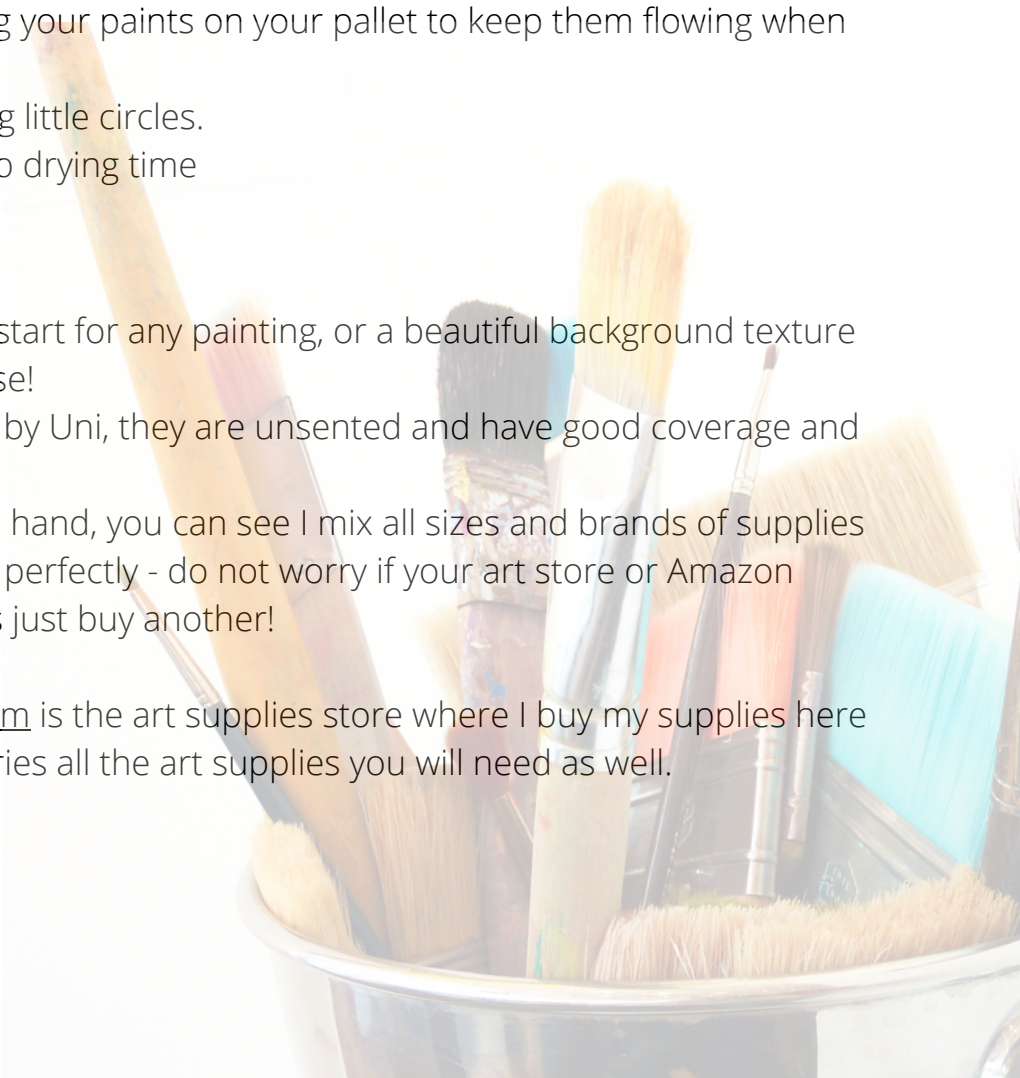 g your paints on your pallet to keep them flowing when
g little circles.
o drying time
start for any painting, or a beautiful background texture
se!
by Uni, they are unsented and have good coverage and
hand, you can see I mix all sizes and brands of supplies
perfectly - do not worry if your art store or Amazon
s just buy another!
m is the art supplies store where I buy my supplies here
ries all the art supplies you will need as well.